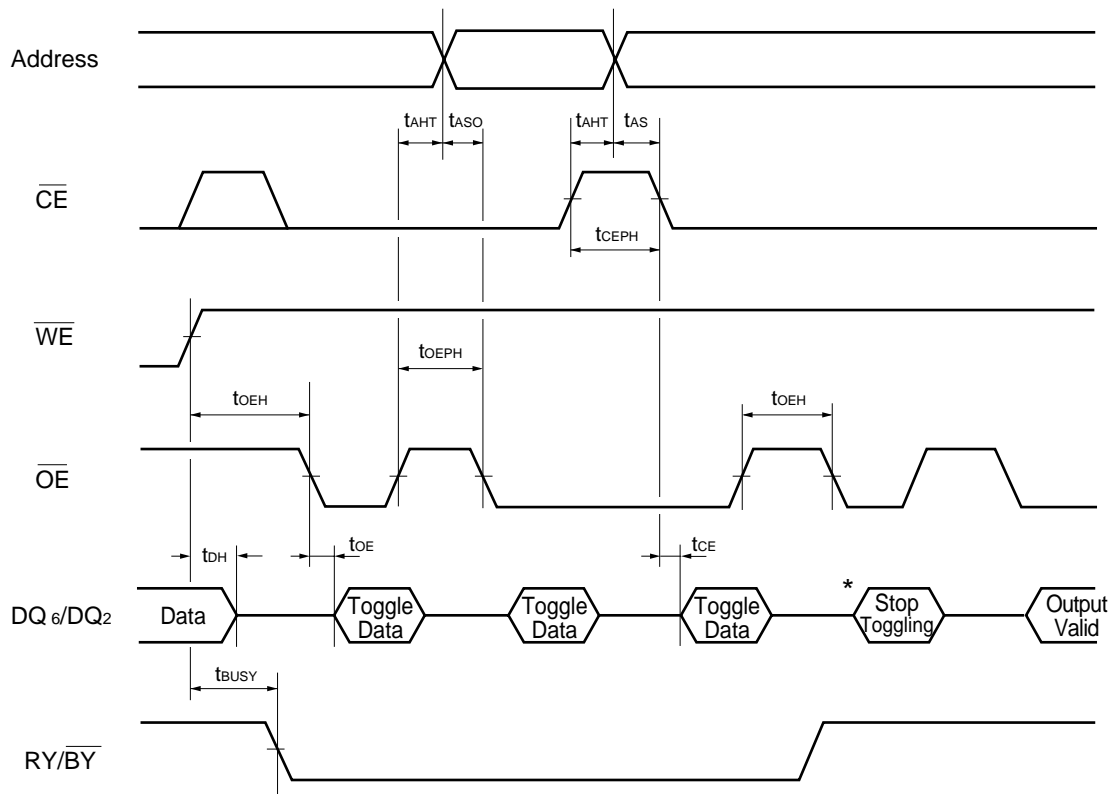 Address
tAHT tASO tAHT tAS
CE
tCEPH
WE
tOEPH
tOEH tOEH
OE
tDH tOE tCE
*
DQ6/DQ2 Data Toggle Data Toggle Data Toggle Data Stop Toggling Output Valid
tBUSY
RY/BY